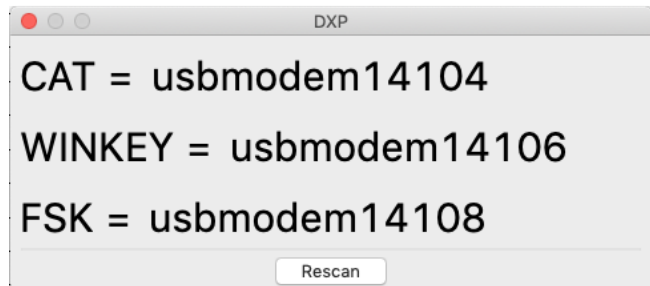 DXP
CAT = usbmodem14104
WINKEY = usbmodem14106
FSK = usbmodem14108
Rescan